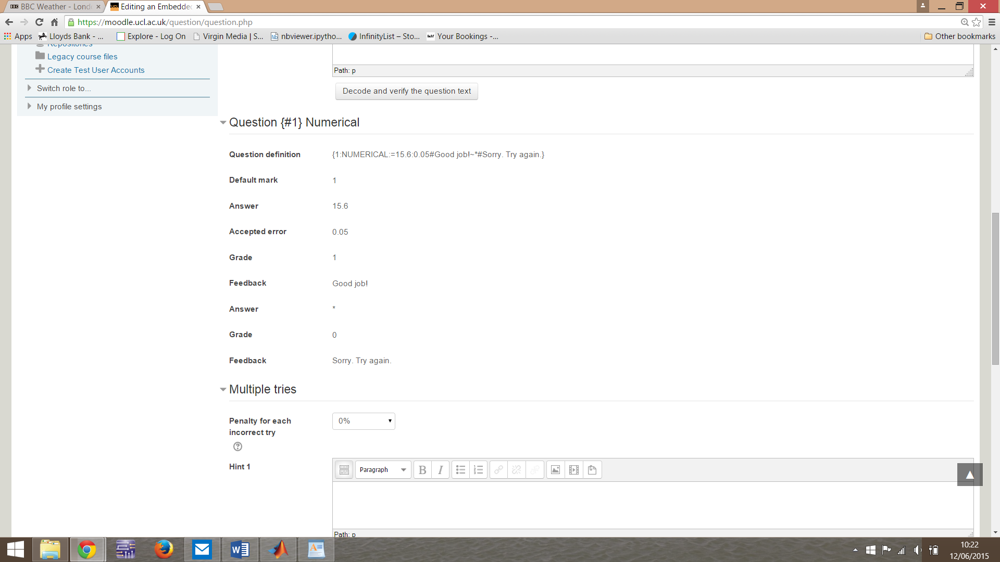 BBC BBC Weather - Lond
UCL Editing an Embedde
https://moodle.ucl.ac.uk/question/question.php
Apps Lloyds Bank - ... Explore - Log On Virgin Media | S... nbviewer.ipytho... InfinityList – Sto... Your Bookings -... Other bookmarks
Repositories
Legacy course files
Create Test User Accounts
Switch role to...
My profile settings
Path: p
Decode and verify the question text
Question {#1} Numerical
Question definition {1:NUMERICAL:=15.6:0.05#Good job!~*#Sorry. Try again.}
Default mark 1
Answer 15.6
Accepted error 0.05
Grade 1
Feedback Good job!
Answer *
Grade 0
Feedback Sorry. Try again.
Multiple tries
Penalty for each
incorrect try
0%
Hint 1
Paragraph B I
Path: p
10:22
12/06/2015